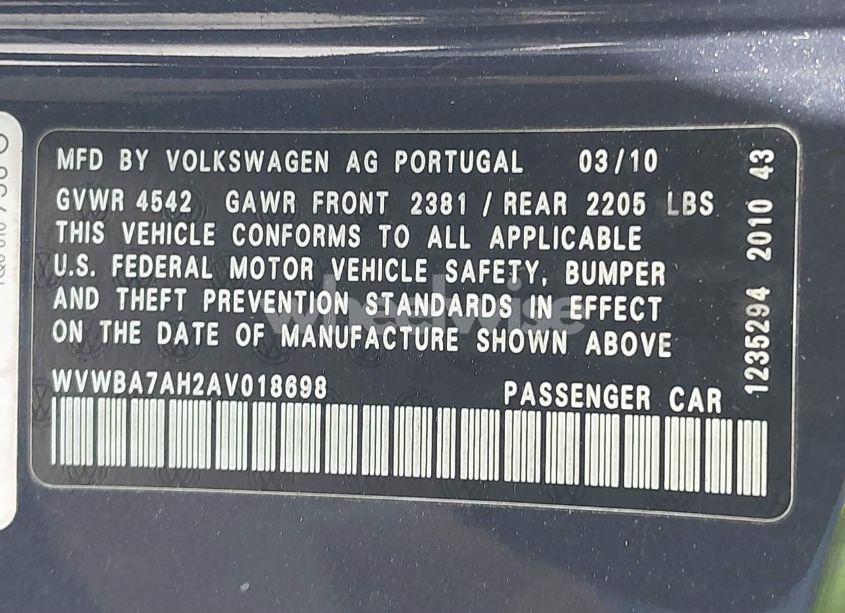 MFD BY VOLKSWAGEN AG PORTUGAL 03/10
GVWR 4542 GAWR FRONT 2381 / REAR 2205 LBS
THIS VEHICLE CONFORMS TO ALL APPLICABLE
U.S. FEDERAL MOTOR VEHICLE SAFETY, BUMPER
AND THEFT PREVENTION STANDARDS IN EFFECT
ON THE DATE OF MANUFACTURE SHOWN ABOVE
WVWBA7AH2AV018698 PASSENGER CAR
1235294 2010 43
wheelwise